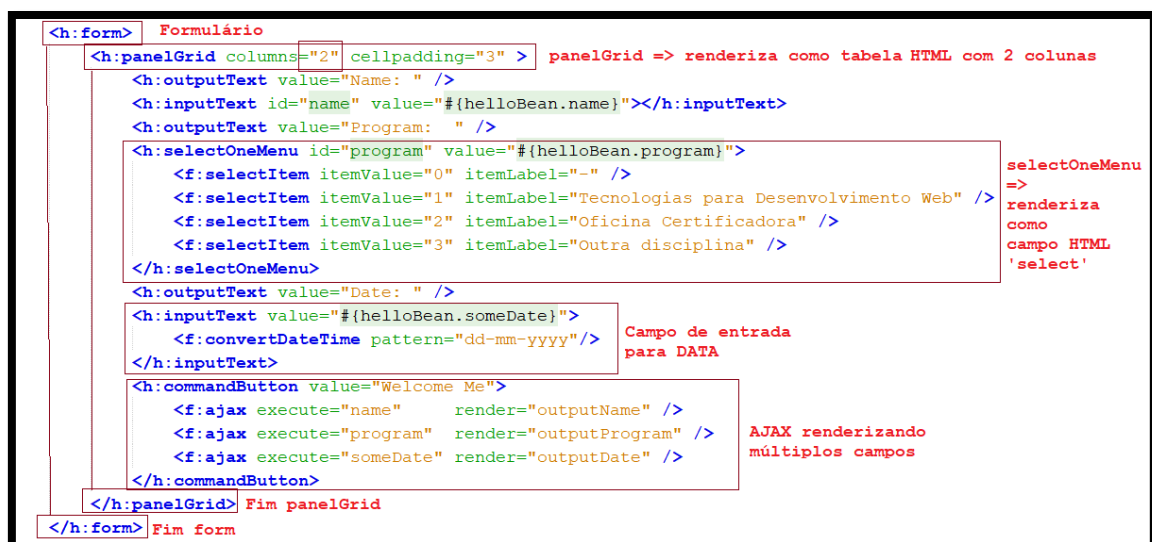 <h:form> Formulário
<h:panelGrid columns="2" cellpadding="3" > panelGrid => renderiza como tabela HTML com 2 colunas
<h:outputText value="Name: " />
<h:inputText id="name" value="#{helloBean.name}"></h:inputText>
<h:outputText value="Program:  " />
<h:selectOneMenu id="program" value="#{helloBean.program}">
<f:selectItem itemValue="0" itemLabel="-" />
<f:selectItem itemValue="1" itemLabel="Tecnologias para Desenvolvimento Web" />
<f:selectItem itemValue="2" itemLabel="Oficina Certificadora" />
<f:selectItem itemValue="3" itemLabel="Outra disciplina" />
</h:selectOneMenu>
selectOneMenu
=>
renderiza
como
campo HTML
'select'
<h:outputText value="Date: " />
<h:inputText value="#{helloBean.someDate}">
<f:convertDateTime pattern="dd-mm-yyyy"/>
</h:inputText>
Campo de entrada
para DATA
<h:commandButton value="Welcome Me">
<f:ajax execute="name"     render="outputName" />
<f:ajax execute="program"  render="outputProgram" />
<f:ajax execute="someDate" render="outputDate" />
</h:commandButton>
AJAX renderizando
múltiplos campos
</h:panelGrid> Fim panelGrid
</h:form> Fim form